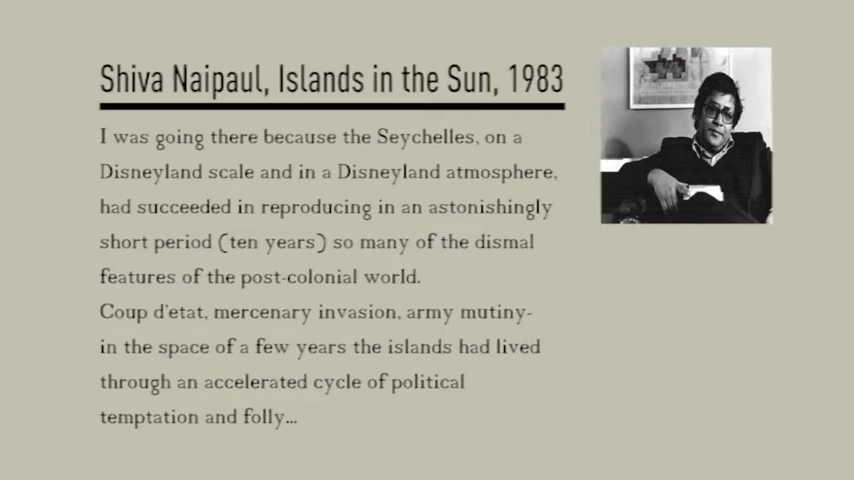 Shiva Naipaul, Islands in the Sun, 1983
I was going there because the Seychelles, on a
Disneyland scale and in a Disneyland atmosphere,
had succeeded in reproducing in an astonishingly
short period (ten years) so many of the dismal
features of the post-colonial world.
Coup d'etat, mercenary invasion, army mutiny-
in the space of a few years the islands had lived
through an accelerated cycle of political
temptation and folly...